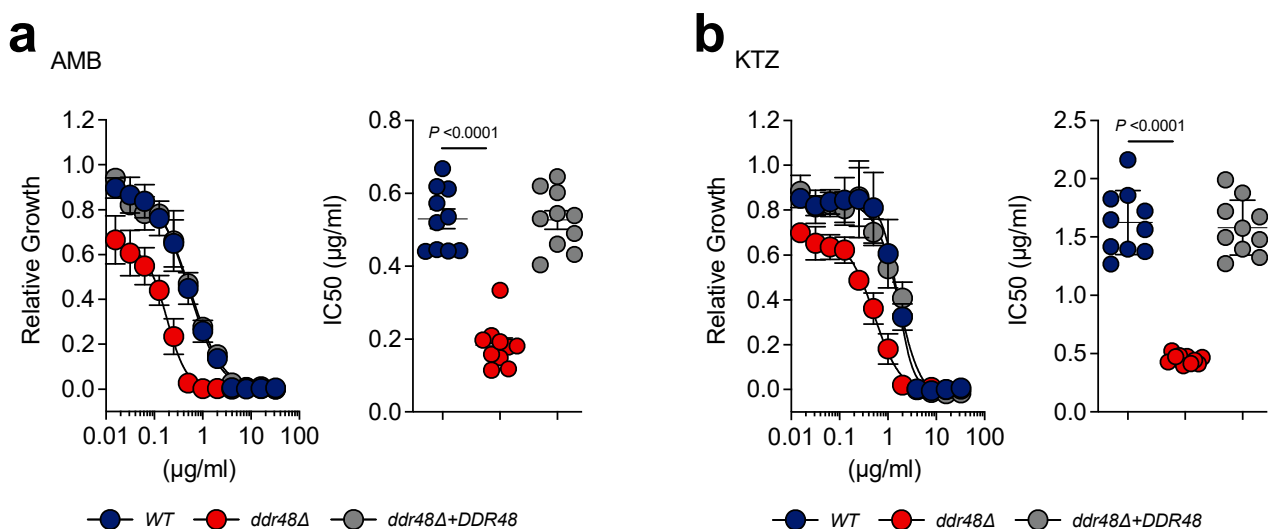 a
AMB
1.2
1.0
0.8
0.6
0.4
0.2
0.0
Relative Growth
0.01 0.1 1 10 100
(µg/ml)
0.8
0.6
0.4
0.2
0.0
IC50 (µg/ml)
P <0.0001
b
KTZ
1.2
1.0
0.8
0.6
0.4
0.2
0.0
Relative Growth
0.01 0.1 1 10 100
(µg/ml)
2.5
2.0
1.5
1.0
0.5
0.0
IC50 (µg/ml)
P <0.0001
WT ddr48Δ ddr48Δ+DDR48
WT ddr48Δ ddr48Δ+DDR48